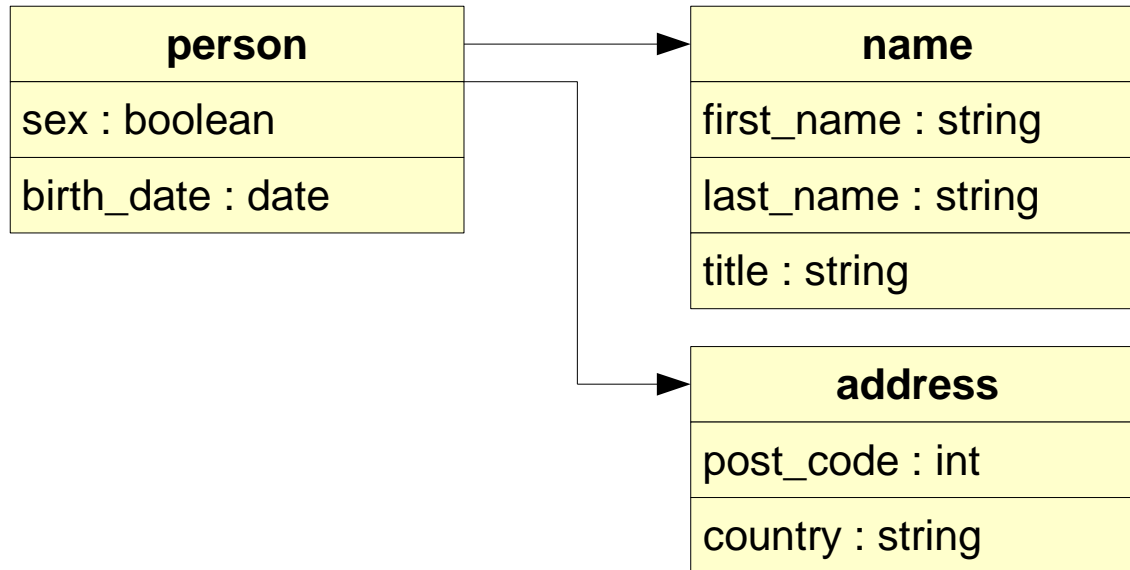 person
sex : boolean
birth_date : date
name
first_name : string
last_name : string
title : string
address
post_code : int
country : string